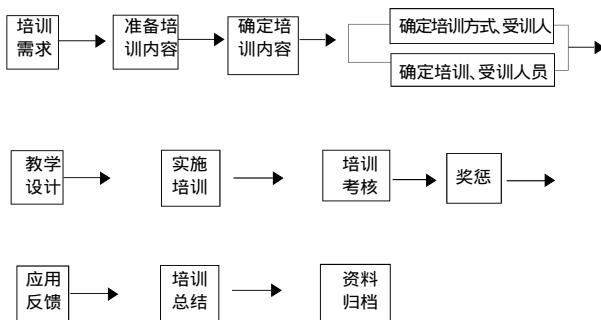 培训
需求
准备培
训内容
确定培
训内容
确定培训方式、受训人
确定培训、受训人员
教学
设计
实施
培训
培训
考核
奖惩
应用
反馈
培训
总结
资料
归档